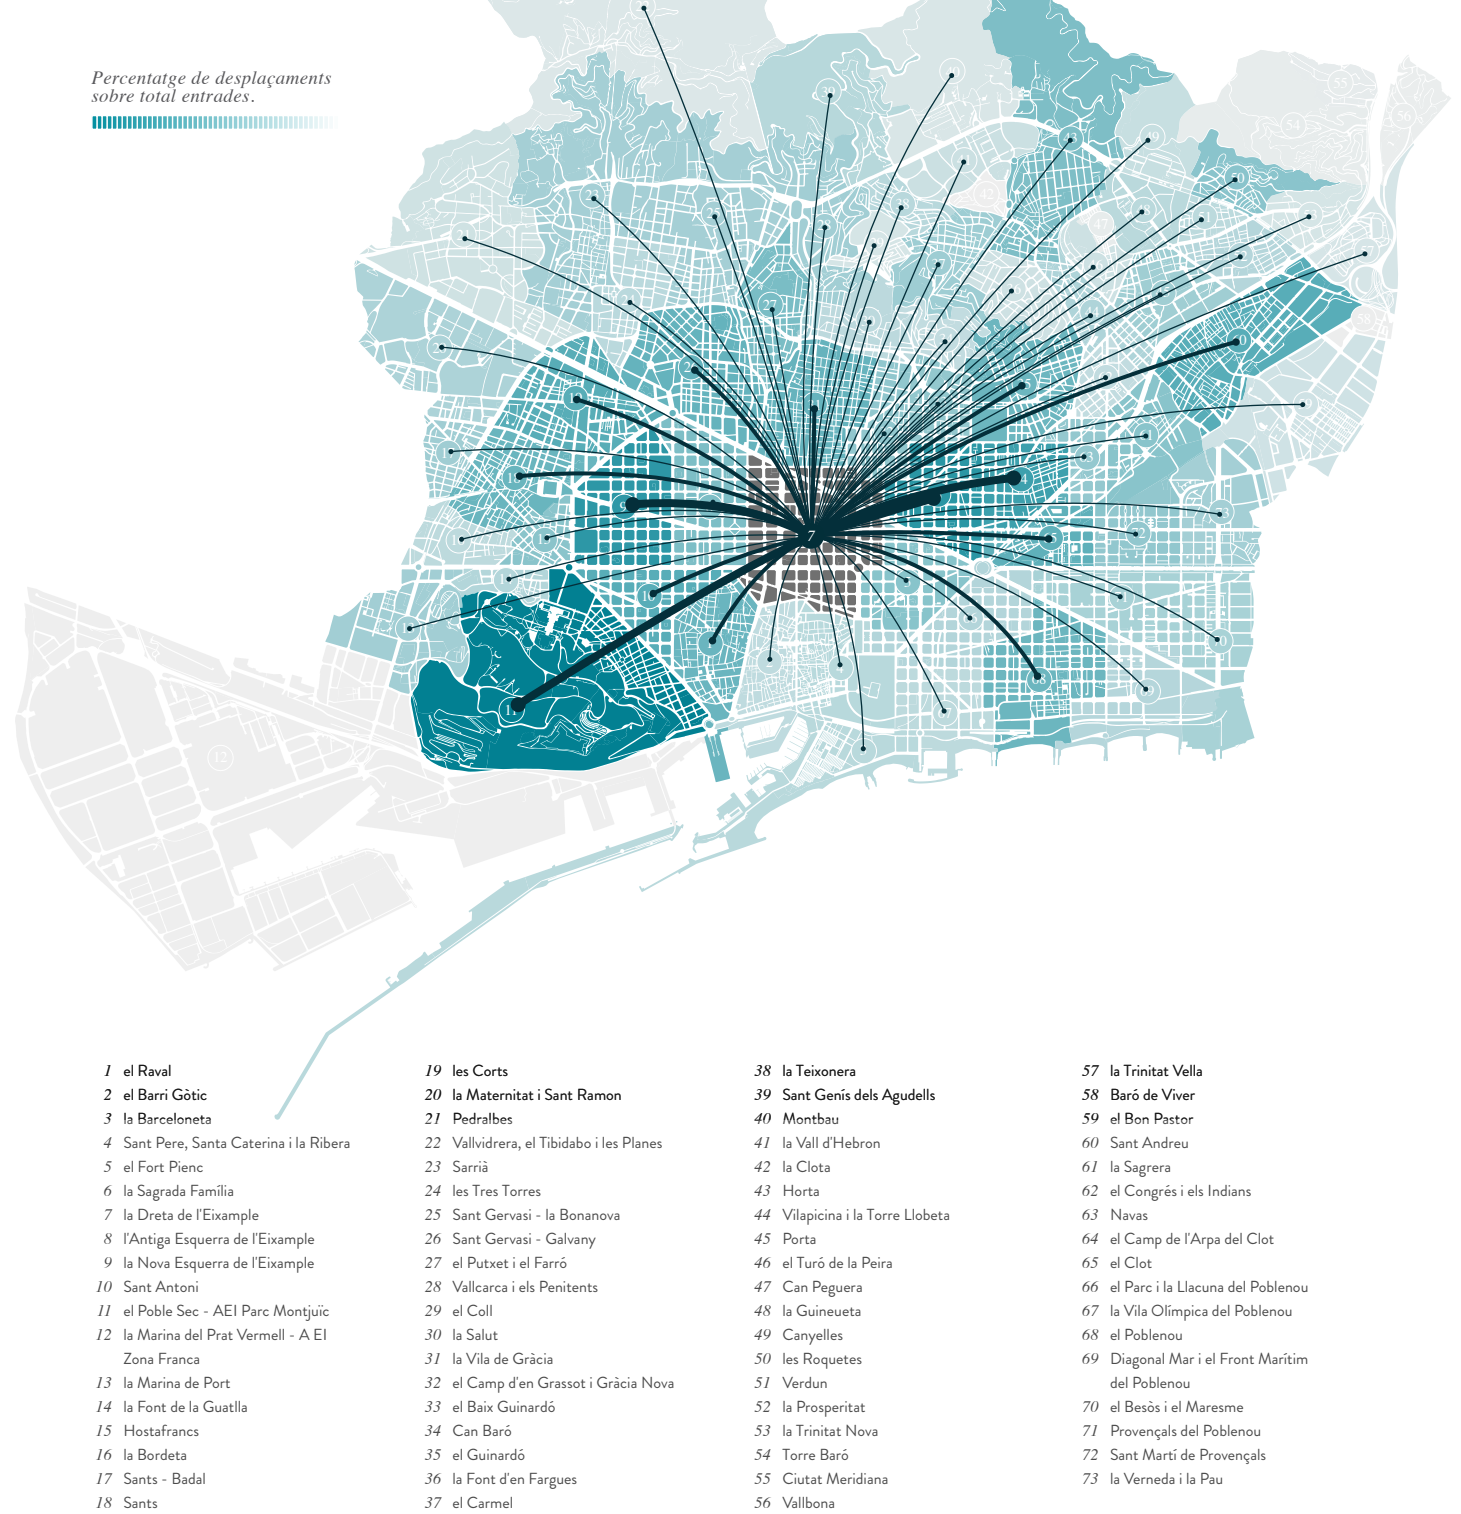 Percentatge de desplaçaments
sobre total entrades.
55
56
54
42
47
27
58
7
12
1 el Raval
2 el Barri Gòtic
3 la Barceloneta
4 Sant Pere, Santa Caterina i la Ribera
5 el Fort Pienc
6 la Sagrada Família
7 la Dreta de l'Eixample
8 l'Antiga Esquerra de l'Eixample
9 la Nova Esquerra de l'Eixample
10 Sant Antoni
11 el Poble Sec - AEI Parc Montjuïc
12 la Marina del Prat Vermell - A EI
Zona Franca
13 la Marina de Port
14 la Font de la Guatlla
15 Hostafrancs
16 la Bordeta
17 Sants - Badal
18 Sants
19 les Corts
20 la Maternitat i Sant Ramon
21 Pedralbes
22 Vallvidrera, el Tibidabo i les Planes
23 Sarrià
24 les Tres Torres
25 Sant Gervasi - la Bonanova
26 Sant Gervasi - Galvany
27 el Putxet i el Farró
28 Vallcarca i els Penitents
29 el Coll
30 la Salut
31 la Vila de Gràcia
32 el Camp d'en Grassot i Gràcia Nova
33 el Baix Guinardó
34 Can Baró
35 el Guinardó
36 la Font d'en Fargues
37 el Carmel
38 la Teixonera
39 Sant Genís dels Agudells
40 Montbau
41 la Vall d'Hebron
42 la Clota
43 Horta
44 Vilapicina i la Torre Llobeta
45 Porta
46 el Turó de la Peira
47 Can Peguera
48 la Guineueta
49 Canyelles
50 les Roquetes
51 Verdun
52 la Prosperitat
53 la Trinitat Nova
54 Torre Baró
55 Ciutat Meridiana
56 Vallbona
57 la Trinitat Vella
58 Baró de Viver
59 el Bon Pastor
60 Sant Andreu
61 la Sagrera
62 el Congrés i els Indians
63 Navas
64 el Camp de l'Arpa del Clot
65 el Clot
66 el Parc i la Llacuna del Poblenou
67 la Vila Olímpica del Poblenou
68 el Poblenou
69 Diagonal Mar i el Front Marítim
del Poblenou
70 el Besòs i el Maresme
71 Provençals del Poblenou
72 Sant Martí de Provençals
73 la Verneda i la Pau